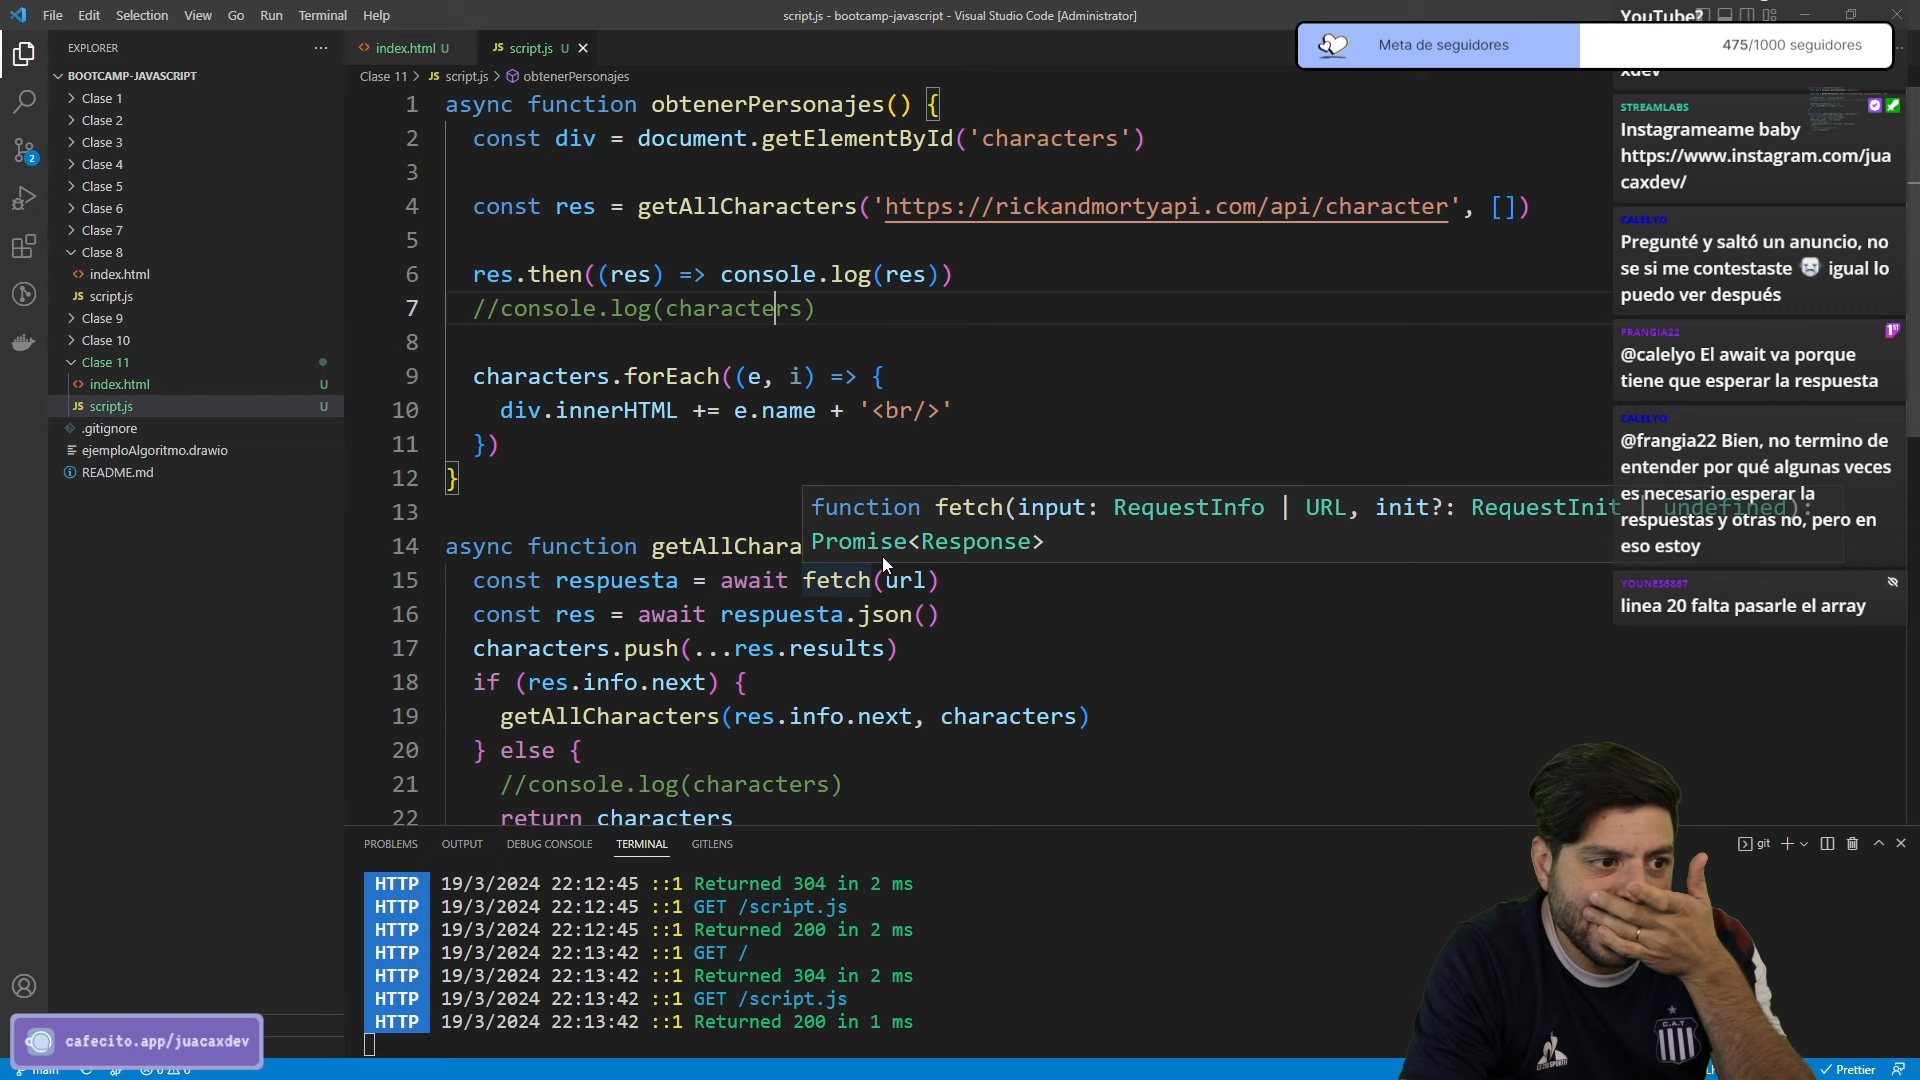 File Edit Selection View Go Run Terminal Help
script.js - bootcamp-javascript - Visual Studio Code [Administrator]
YouTube?
Meta de seguidores 475/1000 seguidores
EXPLORER
BOOTCAMP-JAVASCRIPT
Clase 1
Clase 2
Clase 3
Clase 4
Clase 5
Clase 6
Clase 7
Clase 8
index.html
JS script.js
Clase 9
Clase 10
Clase 11
index.html U
JS script.js U
.gitignore
ejemploAlgoritmo.drawio
README.md
2
index.html U
JS script.js U
Clase 11 > JS script.js > obtenerPersonajes
1 async function obtenerPersonajes() {
2 const div = document.getElementById('characters')
3
4 const res = getAllCharacters('https://rickandmortyapi.com/api/character', [])
5
6 res.then((res) => console.log(res))
7 //console.log(characters)
8
9 characters.forEach((e, i) => {
10 div.innerHTML += e.name + '<br/>'
11 })
12 }
13
14 async function getAllChara
function fetch(input: RequestInfo | URL, init?: RequestInit | undefined):
Promise<Response>
15 const respuesta = await fetch(url)
16 const res = await respuesta.json()
17 characters.push(...res.results)
18 if (res.info.next) {
19 getAllCharacters(res.info.next, characters)
20 } else {
21 //console.log(characters)
22 return characters
xdev
STREAMLABS
Instagrameame baby
https://www.instagram.com/jua
caxdev/
CALELYO
Pregunté y saltó un anuncio, no
se si me contestaste igual lo
puedo ver después
FRANGIA22
1ST
@calelyo El await va porque
tiene que esperar la respuesta
CALELYO
@frangia22 Bien, no termino de
entender por qué algunas veces
es necesario esperar la
respuestas y otras no, pero en
eso estoy
YOUNES6867
linea 20 falta pasarle el array
PROBLEMS OUTPUT DEBUG CONSOLE TERMINAL GITLENS
git
HTTP 19/3/2024 22:12:45 ::1 Returned 304 in 2 ms
HTTP 19/3/2024 22:12:45 ::1 GET /script.js
HTTP 19/3/2024 22:12:45 ::1 Returned 200 in 2 ms
HTTP 19/3/2024 22:13:42 ::1 GET /
HTTP 19/3/2024 22:13:42 ::1 Returned 304 in 2 ms
HTTP 19/3/2024 22:13:42 ::1 GET /script.js
HTTP 19/3/2024 22:13:42 ::1 Returned 200 in 1 ms
cafecito.app/juacaxdev
main
Prettier
C.A.T